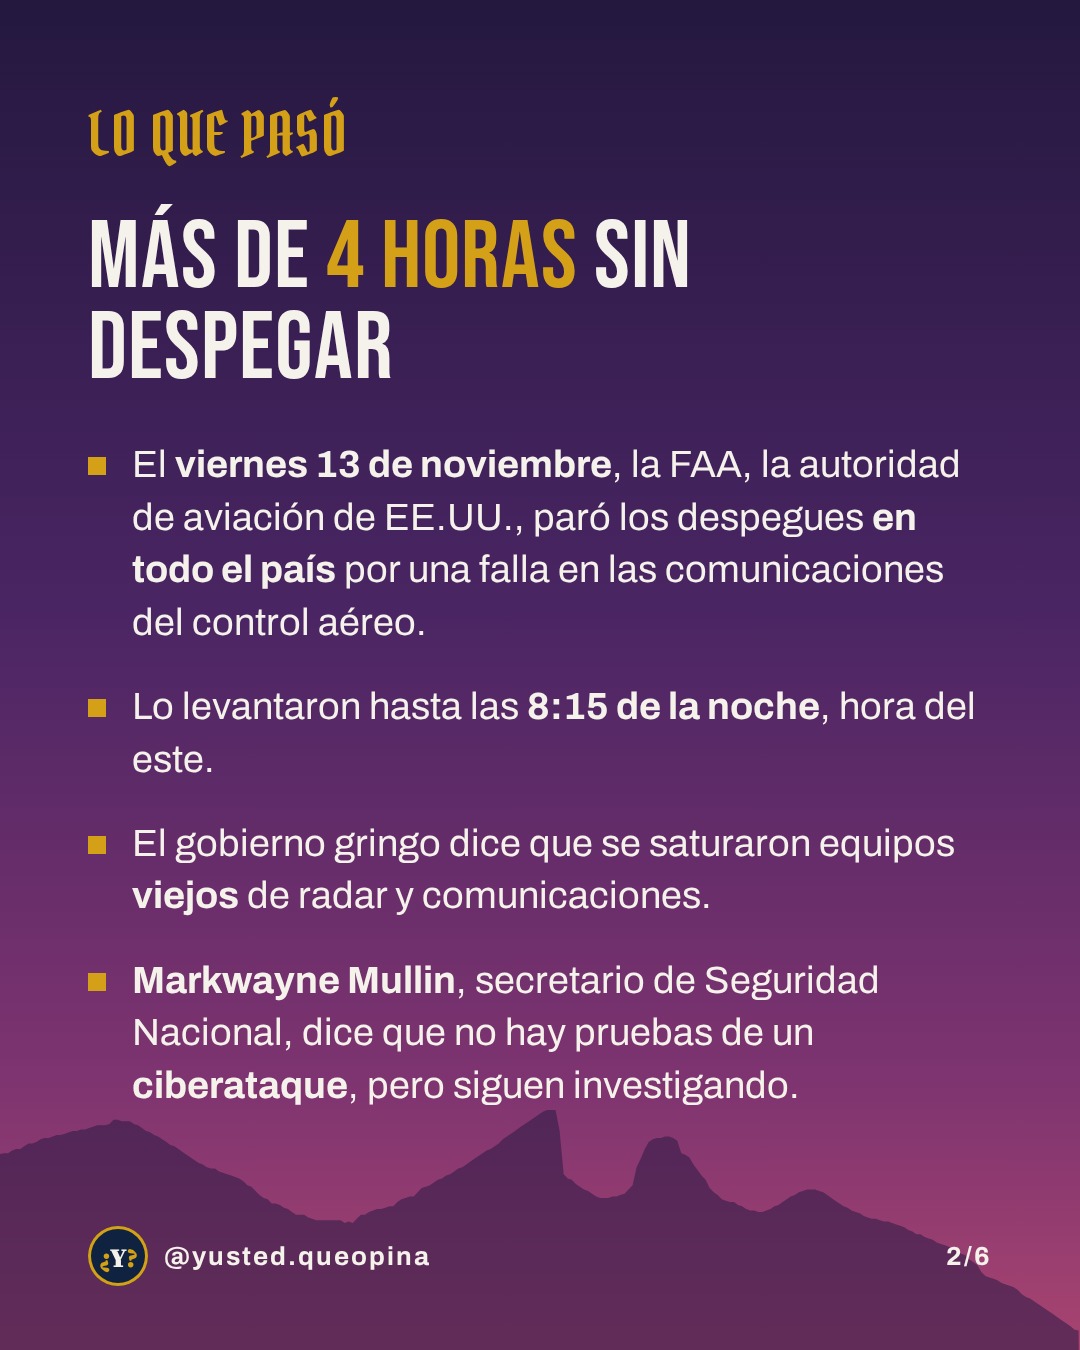 LO QUE PASÓ
MÁS DE 4 HORAS SIN
DESPEGAR
El viernes 13 de noviembre, la FAA, la autoridad
de aviación de EE.UU., paró los despegues en
todo el país por una falla en las comunicaciones
del control aéreo.
Lo levantaron hasta las 8:15 de la noche, hora del
este.
El gobierno gringo dice que se saturaron equipos
viejos de radar y comunicaciones.
Markwayne Mullin, secretario de Seguridad
Nacional, dice que no hay pruebas de un
ciberataque, pero siguen investigando.
¿Y?
@yusted.queopina
2/6